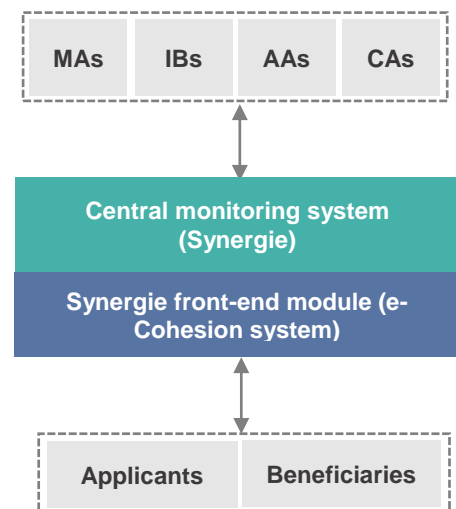 MAs IBs AAs CAs
Central monitoring system
(Synergie)
Synergie front-end module (e-
Cohesion system)
Applicants Beneficiaries